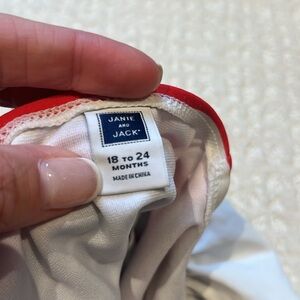 JANIE
AND
JACK®
18 TO 24
MONTHS
MADE IN CHINA